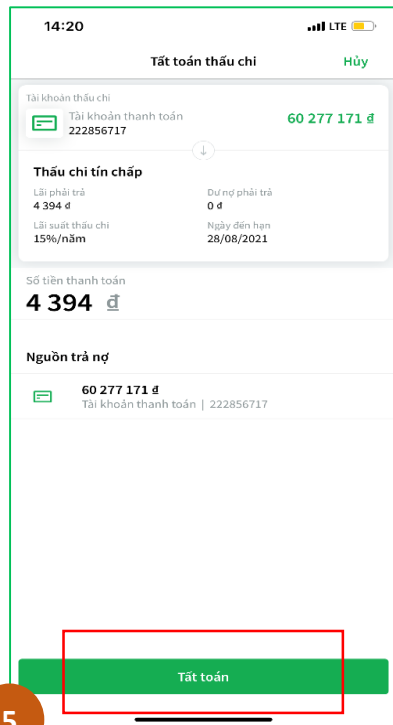 14:20 LTE
Tất toán thấu chi Hủy
Tài khoản thấu chi
Tài khoản thanh toán 60 277 171 đ
222856717
Thấu chi tín chấp
Lãi phải trả Dư nợ phải trả
4 394 đ 0 đ
Lãi suất thấu chi Ngày đến hạn
15%/năm 28/08/2021
Số tiền thanh toán
4 394 đ
Nguồn trả nợ
60 277 171 đ
Tài khoản thanh toán | 222856717
Tất toán
5